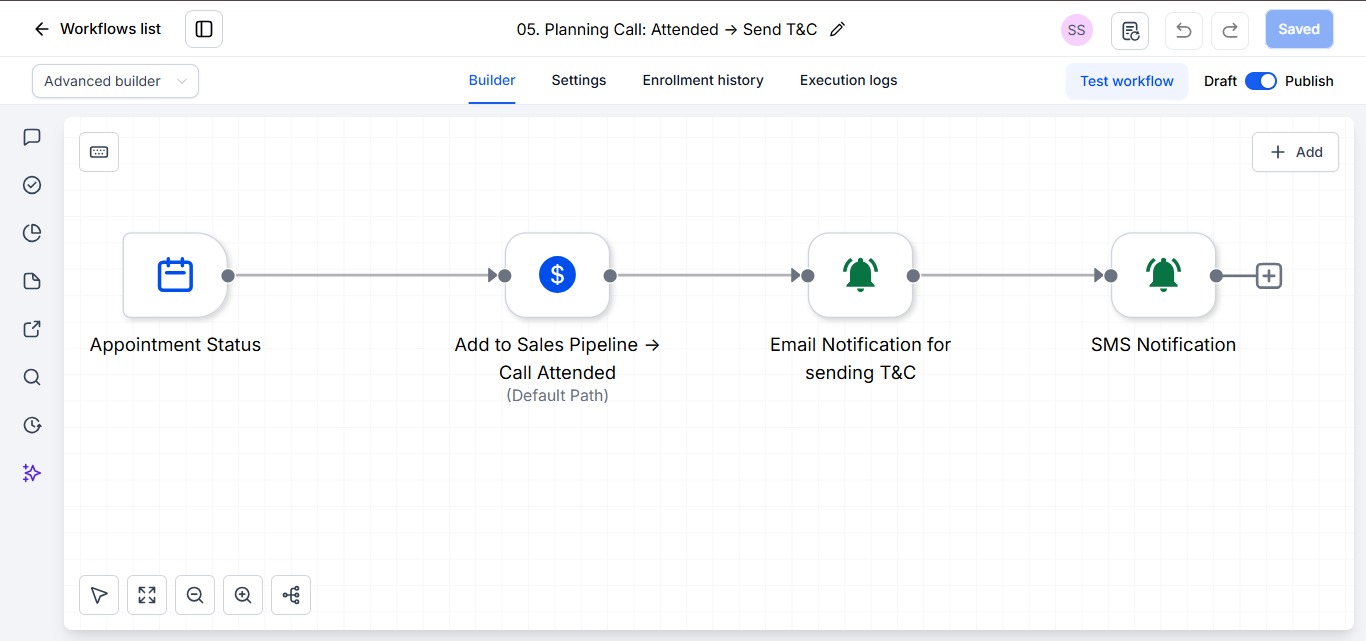 Workflows list
05. Planning Call: Attended → Send T&C
SS
Saved
Advanced builder
Builder
Settings
Enrollment history
Execution logs
Test workflow
Draft
Publish
Add
$
Appointment Status
Add to Sales Pipeline →
Call Attended
(Default Path)
Email Notification for
sending T&C
SMS Notification